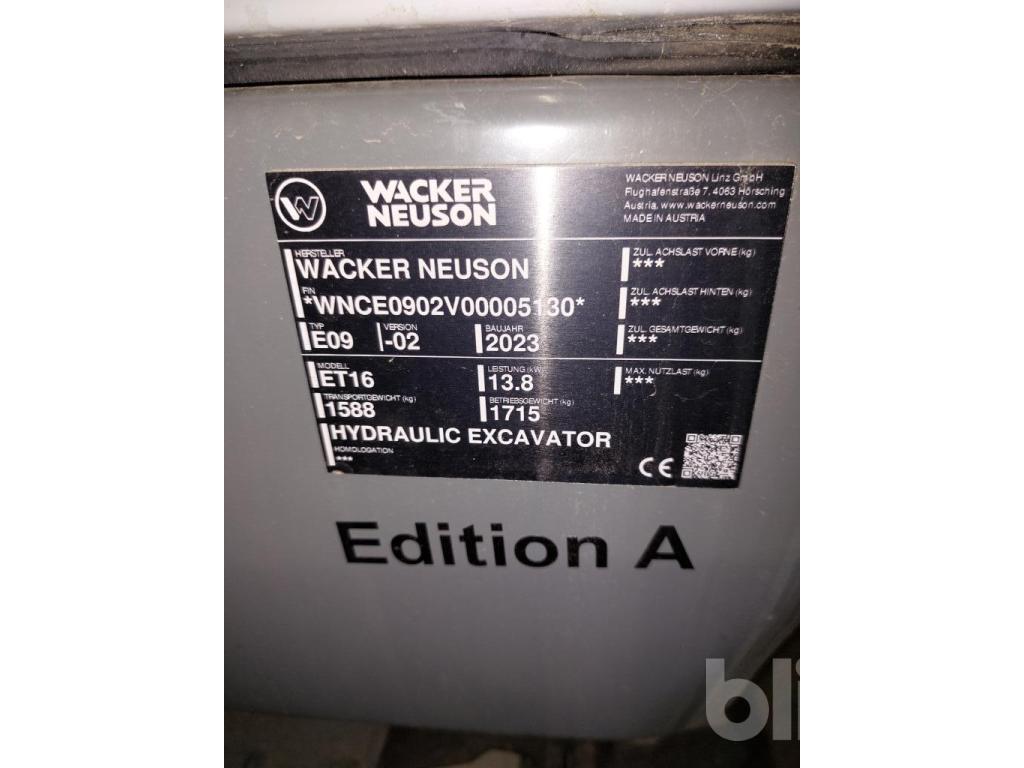 WACKER
NEUSON
WACKER NEUSON Linz GmbH
Flughafenstraße 7, 4063 Hörsching
Austria, www.wackerneuson.com
MADE IN AUSTRIA
HERSTELLER
WACKER NEUSON
ZUL. ACHSLAST VORNE (kg)
***
FIN
*WNCE0902V00005130*
ZUL. ACHSLAST HINTEN (kg)
***
TYP VERSION BAUJAHR
E09 -02 2023
ZUL. GESAMTGEWICHT (kg)
***
MODELL LEISTUNG (kW)
ET16 13.8
MAX. NUTZLAST (kg)
***
TRANSPORTGEWICHT (kg) BETRIEBSGEWICHT (kg)
1588 1715
HYDRAULIC EXCAVATOR
HOMOLOGATION
***
CE
Edition A
bli